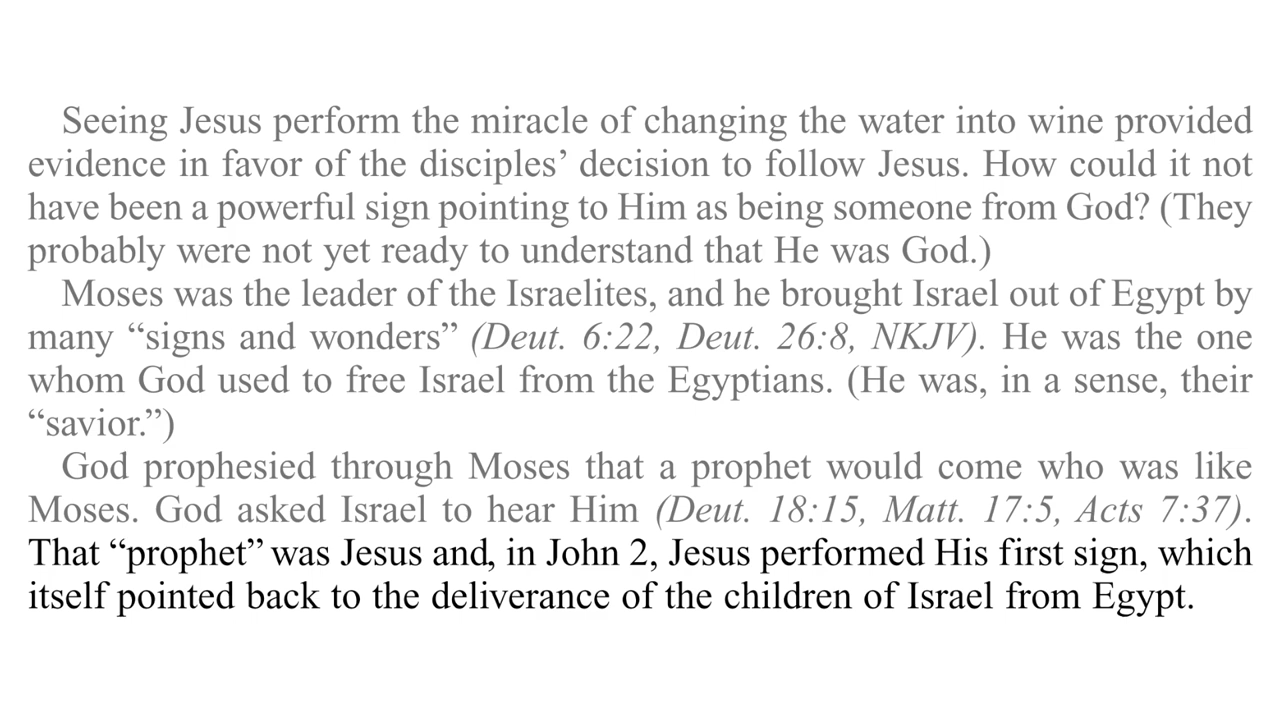 Seeing Jesus perform the miracle of changing the water into wine provided
evidence in favor of the disciples’ decision to follow Jesus. How could it not
have been a powerful sign pointing to Him as being someone from God? (They
probably were not yet ready to understand that He was God.)
Moses was the leader of the Israelites, and he brought Israel out of Egypt by
many “signs and wonders” (Deut. 6:22, Deut. 26:8, NKJV). He was the one
whom God used to free Israel from the Egyptians. (He was, in a sense, their
“savior.”)
God prophesied through Moses that a prophet would come who was like
Moses. God asked Israel to hear Him (Deut. 18:15, Matt. 17:5, Acts 7:37).
That “prophet” was Jesus and, in John 2, Jesus performed His first sign, which
itself pointed back to the deliverance of the children of Israel from Egypt.